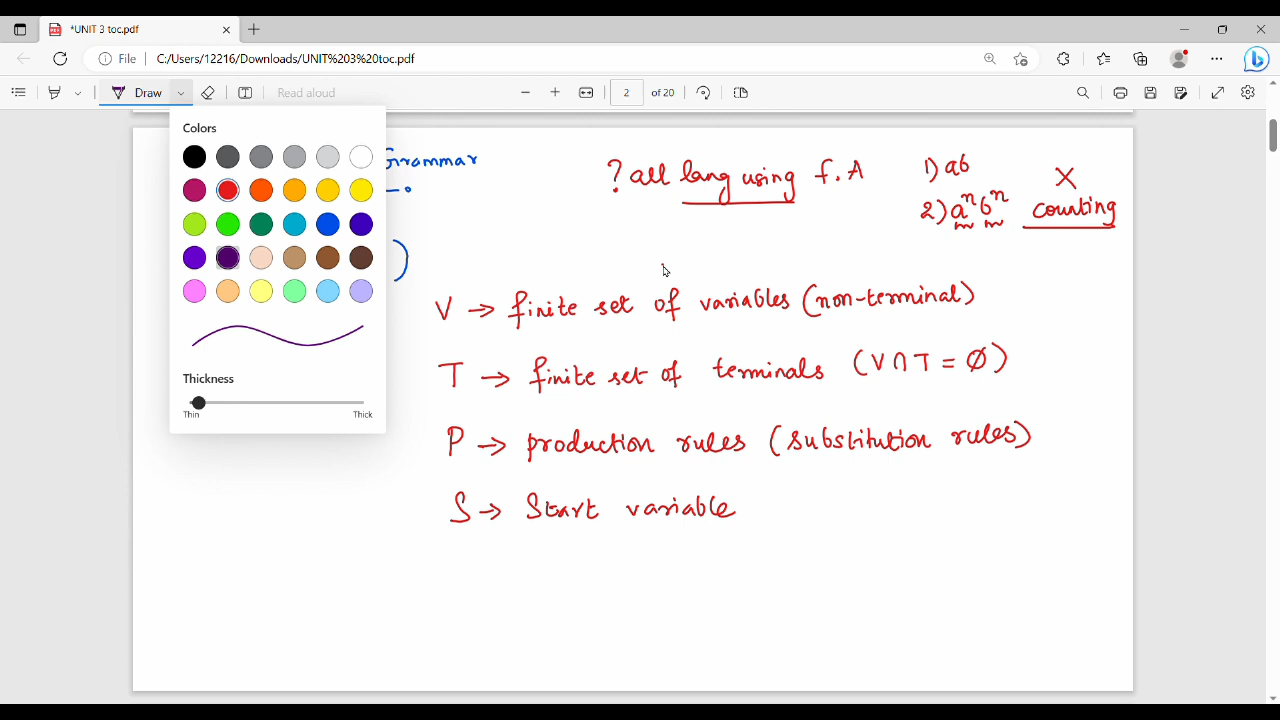 *UNIT 3 toc.pdf
File C:/Users/12216/Downloads/UNIT%203%20toc.pdf
Draw Read aloud 2 of 20
Colors
Thickness
Thin Thick
Grammar
? all lang using f.A
1) ab
2) aⁿbⁿ
X
counting
)
V → finite set of variables (non-terminal)
T → finite set of terminals (V ∩ T = Ø)
P → production rules (substitution rules)
S → Start variable